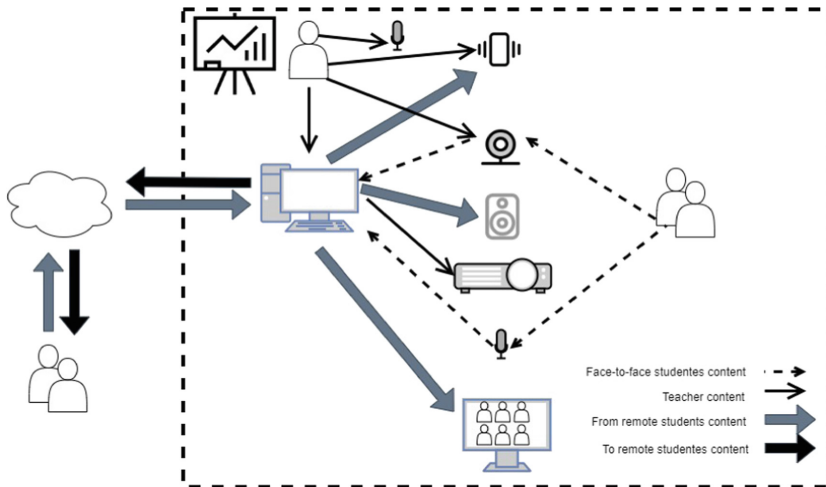 Face-to-face studentes content
Teacher content
From remote students content
To remote studentes content